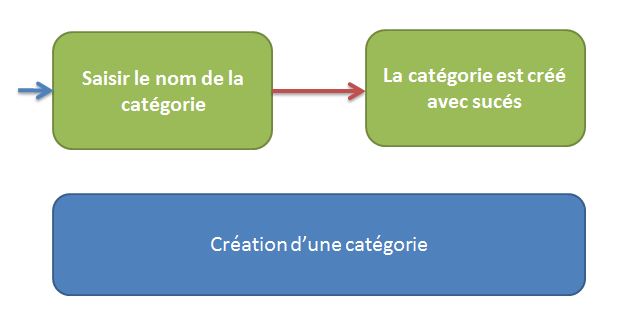 Saisir le nom de la
catégorie
La catégorie est créé
avec sucés
Création d’une catégorie